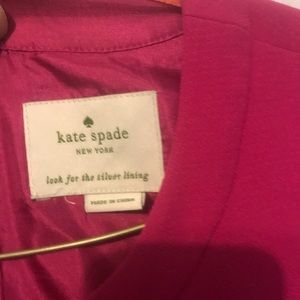 kate spade
NEW YORK
look for the silver lining
MADE IN CHINA